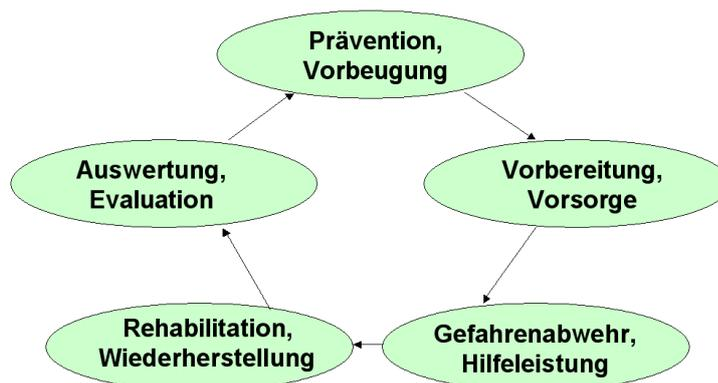 Prävention,
Vorbeugung
Vorbereitung,
Vorsorge
Gefahrenabwehr,
Hilfeleistung
Rehabilitation,
Wiederherstellung
Auswertung,
Evaluation